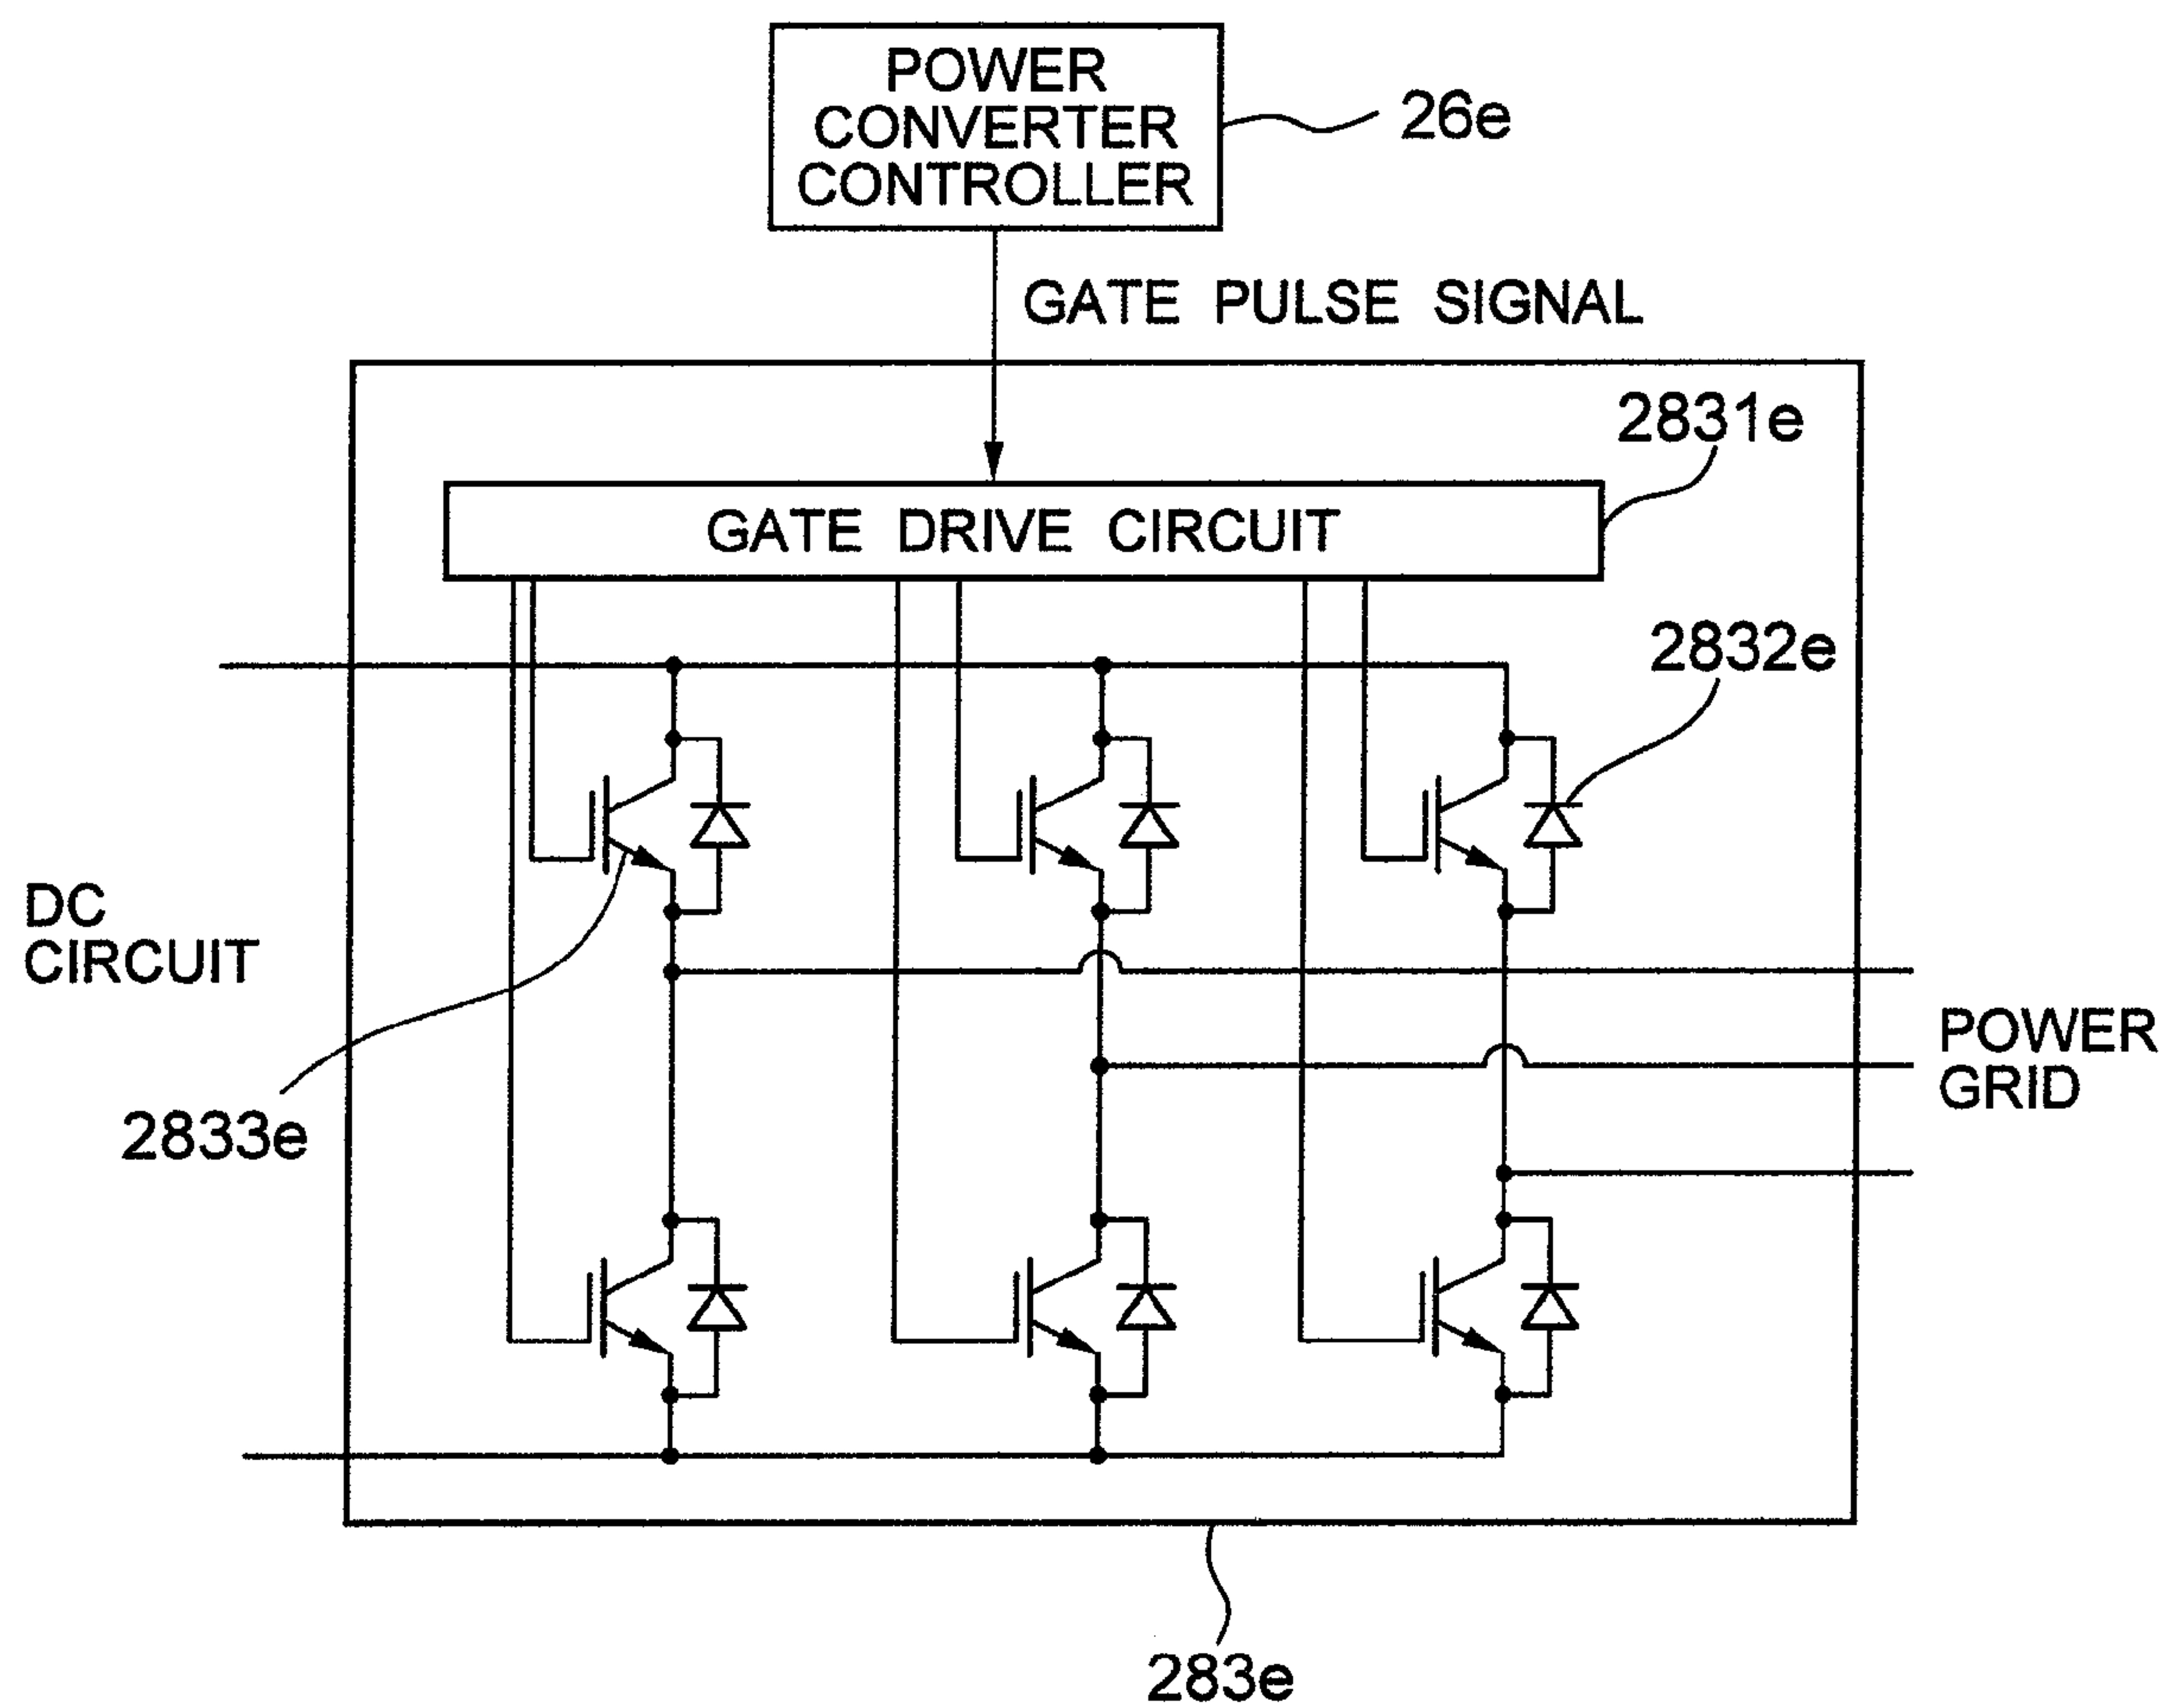 POWER
CONVERTER
CONTROLLER
26e
GATE PULSE SIGNAL
2831e
GATE DRIVE CIRCUIT
2832e
DC
CIRCUIT
POWER
GRID
2833e
283e